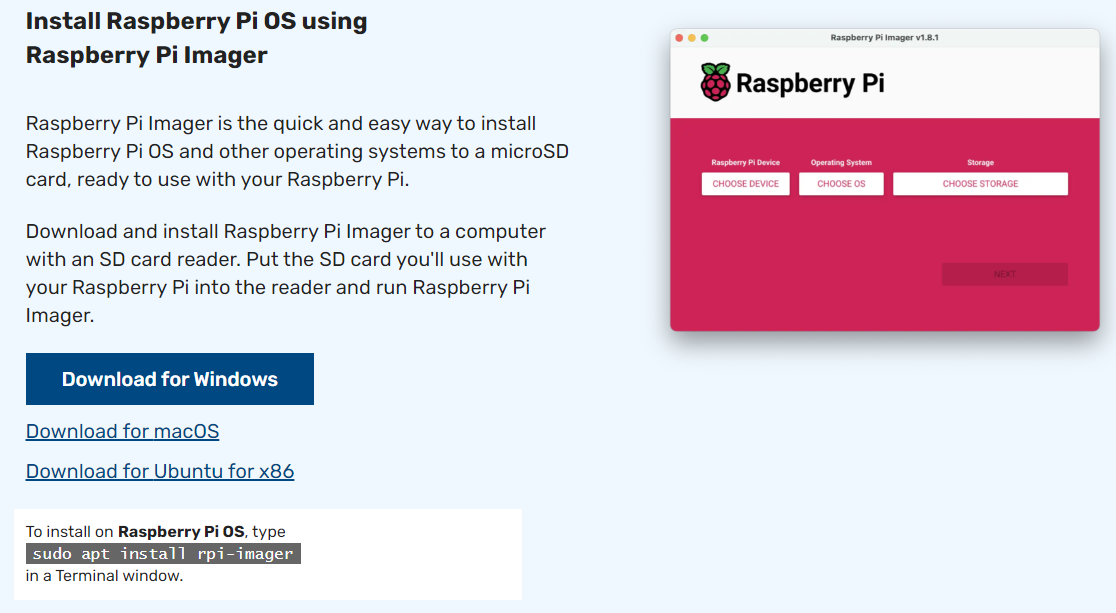 Install Raspberry Pi OS using
Raspberry Pi Imager
Raspberry Pi Imager is the quick and easy way to install
Raspberry Pi OS and other operating systems to a microSD
card, ready to use with your Raspberry Pi.
Download and install Raspberry Pi Imager to a computer
with an SD card reader. Put the SD card you'll use with
your Raspberry Pi into the reader and run Raspberry Pi
Imager.
Download for Windows
Download for macOS
Download for Ubuntu for x86
To install on Raspberry Pi OS, type
sudo apt install rpi-imager
in a Terminal window.
Raspberry Pi Imager v1.8.1
Raspberry Pi
Raspberry Pi Device Operating System Storage
CHOOSE DEVICE CHOOSE OS CHOOSE STORAGE
NEXT